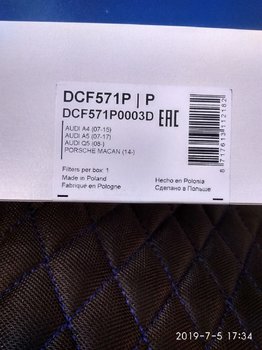 DCF571P | P
DCF571P0003D EAC
AUDI A4 (07-15)
AUDI A5 (07-17)
AUDI Q5 (08-)
PORSCHE MACAN (14-)
8717613112182
Filters per box: 1
Made in Poland
Fabriqué en Pologne
Hecho en Polonia
Сделано в Польше
2019-7-5 17:34